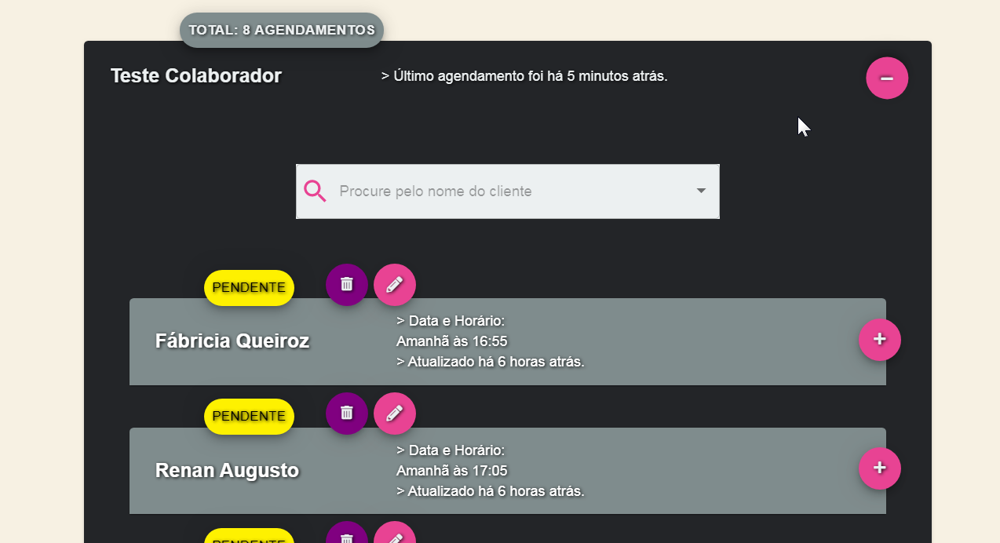 TOTAL: 8 AGENDAMENTOS
Teste Colaborador
> Último agendamento foi há 5 minutos atrás.
Procure pelo nome do cliente
PENDENTE
Fábricia Queiroz
> Data e Horário:
Amanhã às 16:55
> Atualizado há 6 horas atrás.
PENDENTE
Renan Augusto
> Data e Horário:
Amanhã às 17:05
> Atualizado há 6 horas atrás.
PENDENTE